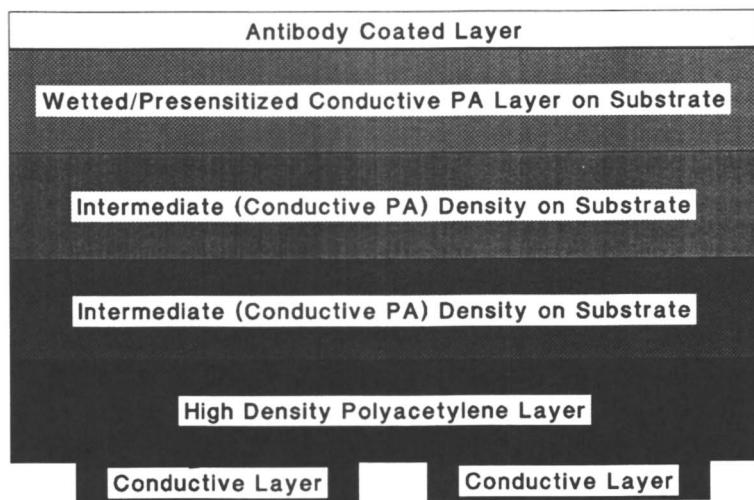 Antibody Coated Layer
Wetted/Presensitized Conductive PA Layer on Substrate
Intermediate (Conductive PA) Density on Substrate
Intermediate (Conductive PA) Density on Substrate
High Density Polyacetylene Layer
Conductive Layer
Conductive Layer